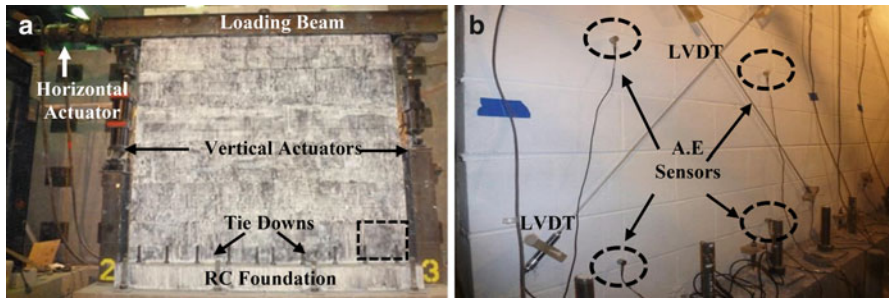 a
Loading Beam
Horizontal
Actuator
Vertical Actuators
Tie Downs
RC Foundation
2
3
b
LVDT
A.E
Sensors
LVDT